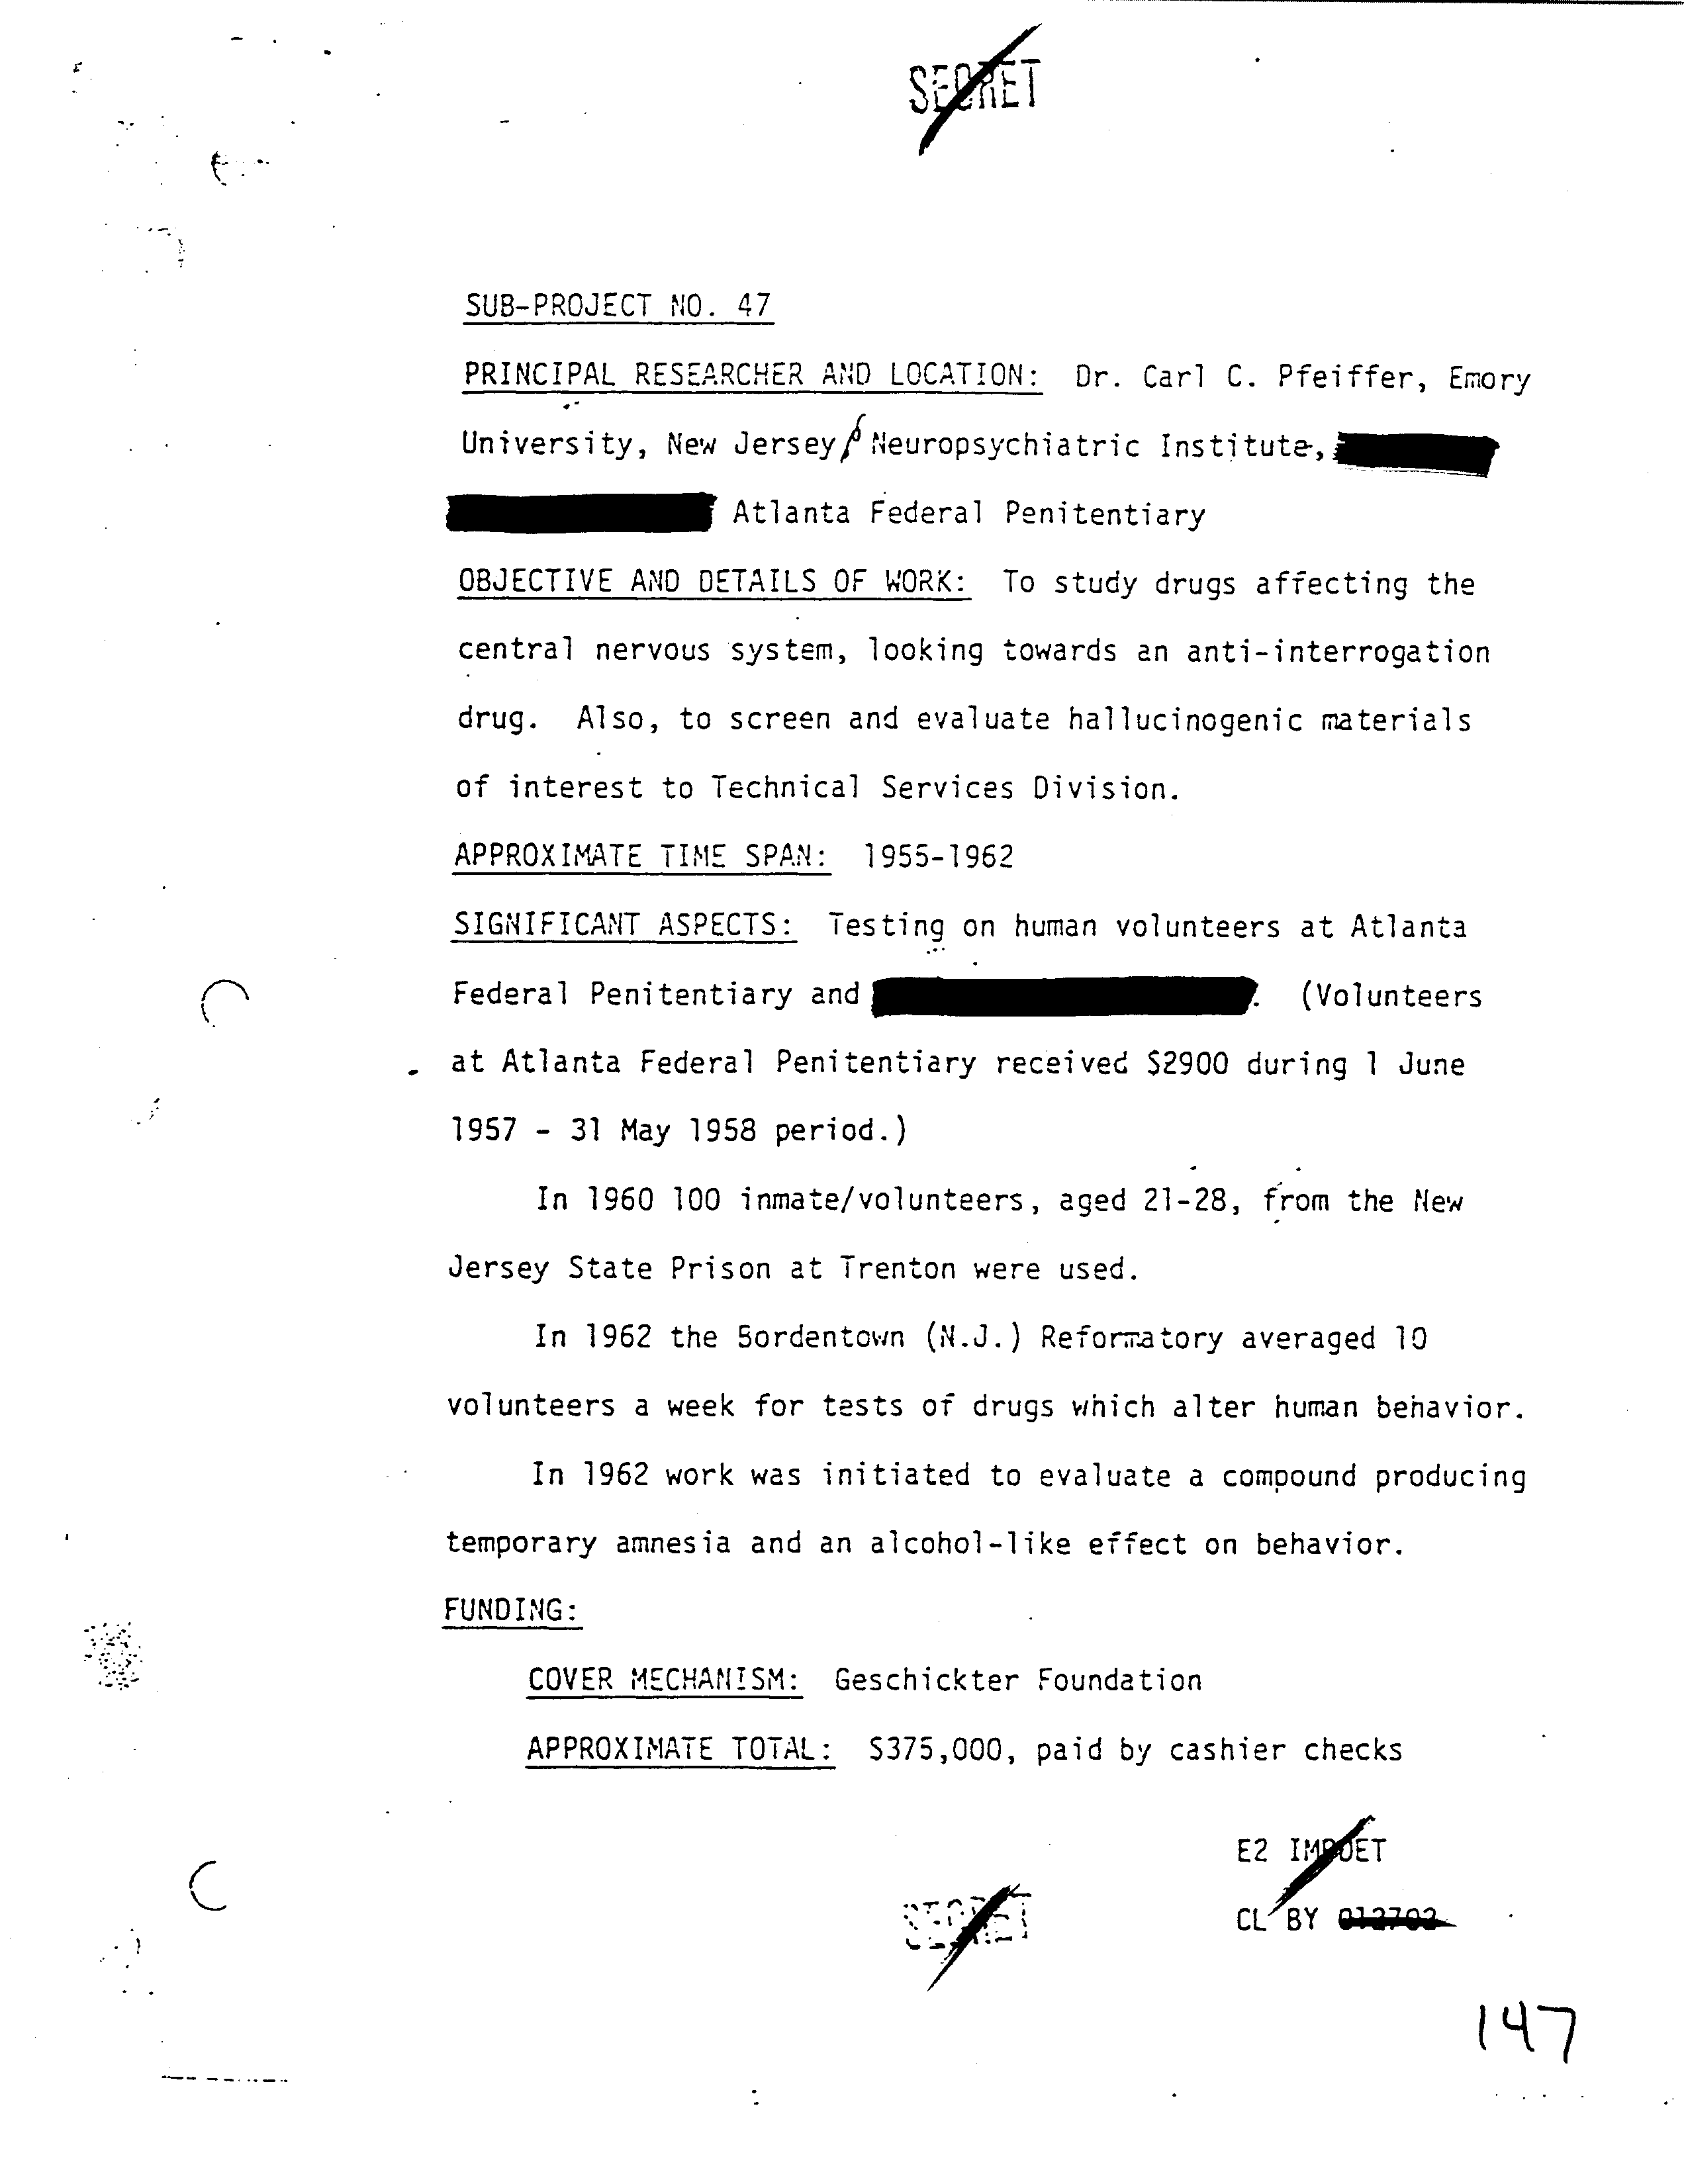 SECRET
SUB-PROJECT NO. 47
PRINCIPAL RESEARCHER AND LOCATION: Dr. Carl C. Pfeiffer, Emory
University, New Jersey Neuropsychiatric Institute,
Atlanta Federal Penitentiary
OBJECTIVE AND DETAILS OF WORK: To study drugs affecting the
central nervous system, looking towards an anti-interrogation
drug. Also, to screen and evaluate hallucinogenic materials
of interest to Technical Services Division.
APPROXIMATE TIME SPAN: 1955-1962
SIGNIFICANT ASPECTS: Testing on human volunteers at Atlanta
Federal Penitentiary and . (Volunteers
at Atlanta Federal Penitentiary received $2900 during 1 June
1957 - 31 May 1958 period.)
In 1960 100 inmate/volunteers, aged 21-28, from the New
Jersey State Prison at Trenton were used.
In 1962 the Bordentown (N.J.) Reformatory averaged 10
volunteers a week for tests of drugs which alter human behavior.
In 1962 work was initiated to evaluate a compound producing
temporary amnesia and an alcohol-like effect on behavior.
FUNDING:
COVER MECHANISM: Geschickter Foundation
APPROXIMATE TOTAL: $375,000, paid by cashier checks
E2 IMPDET
SECRET
CL BY
147